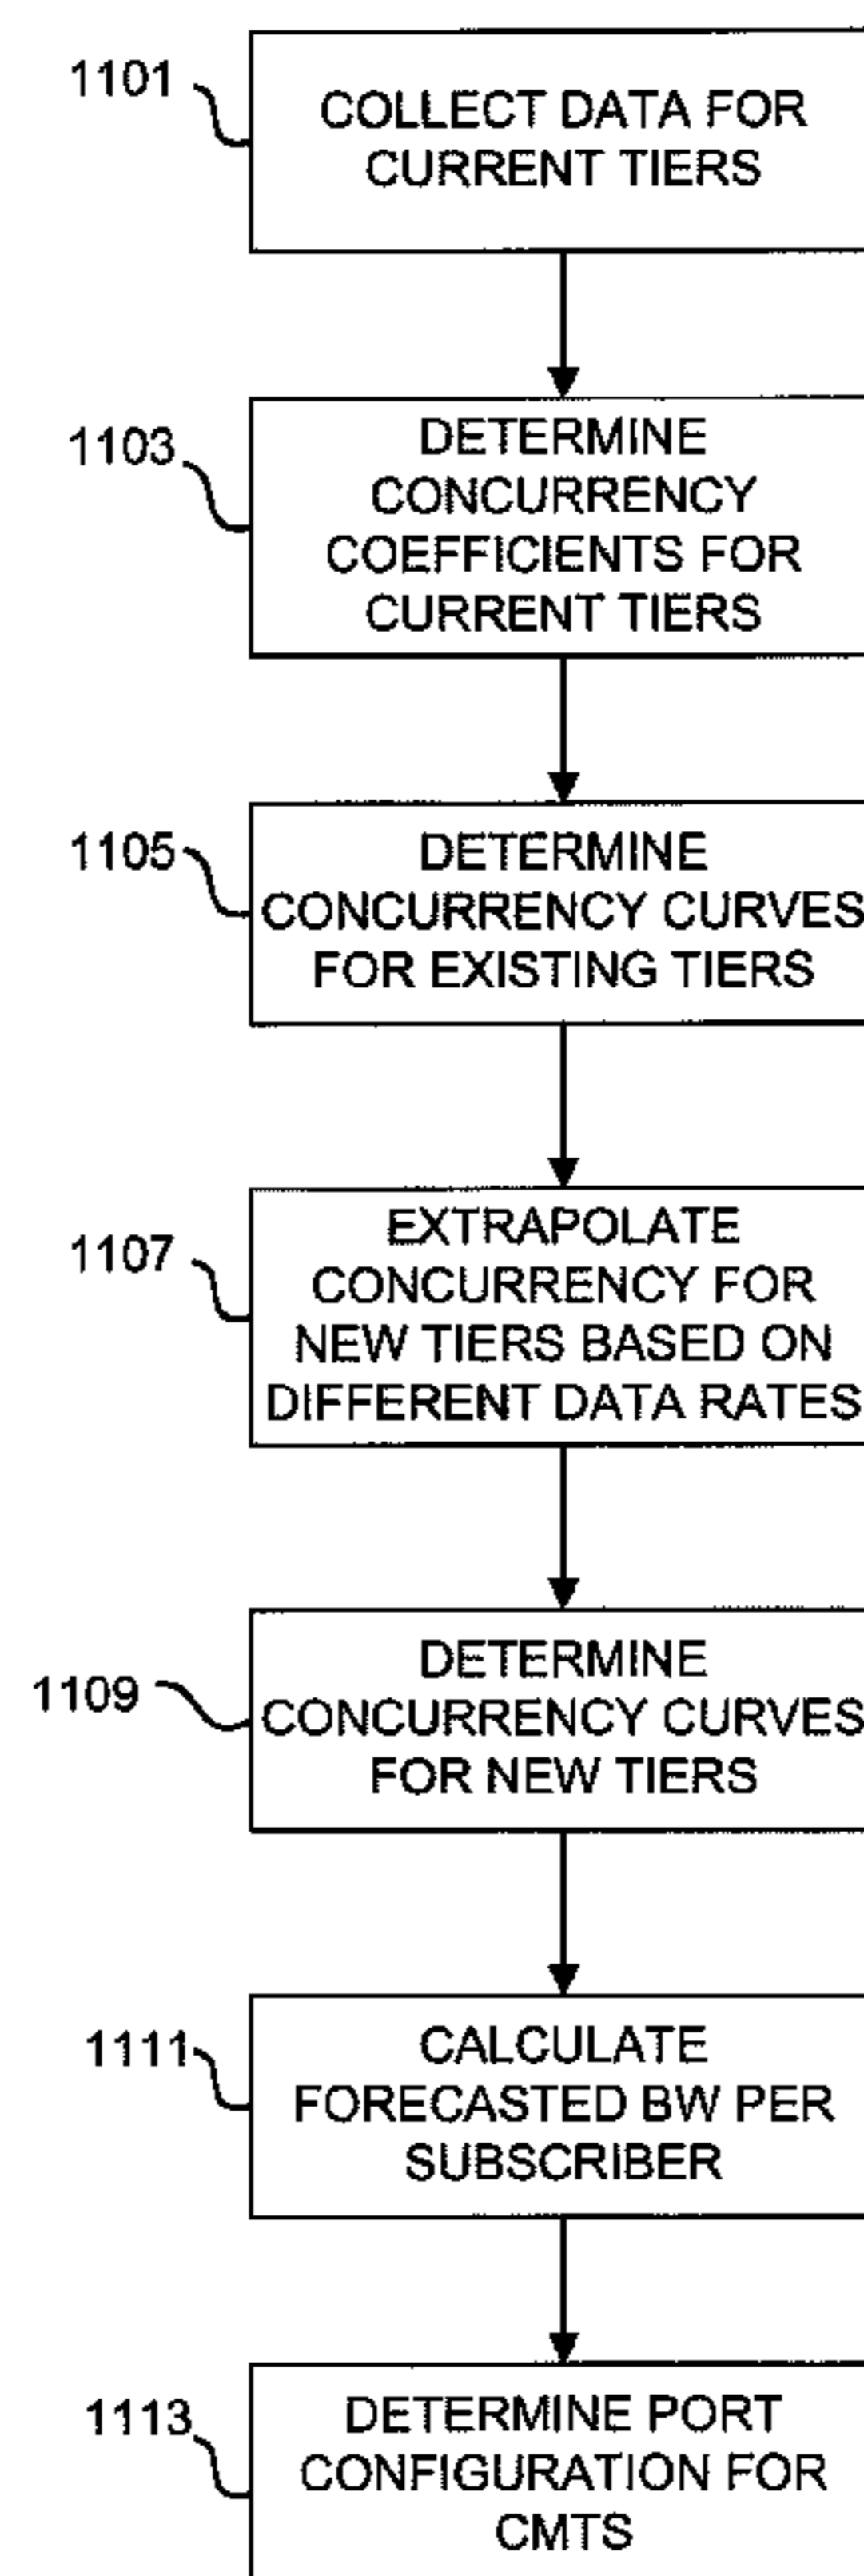 1101
COLLECT DATA FOR
CURRENT TIERS
1103
DETERMINE
CONCURRENCY
COEFFICIENTS FOR
CURRENT TIERS
1105
DETERMINE
CONCURRENCY CURVES
FOR EXISTING TIERS
1107
EXTRAPOLATE
CONCURRENCY FOR
NEW TIERS BASED ON
DIFFERENT DATA RATES
1109
DETERMINE
CONCURRENCY CURVES
FOR NEW TIERS
1111
CALCULATE
FORECASTED BW PER
SUBSCRIBER
1113
DETERMINE PORT
CONFIGURATION FOR
CMTS